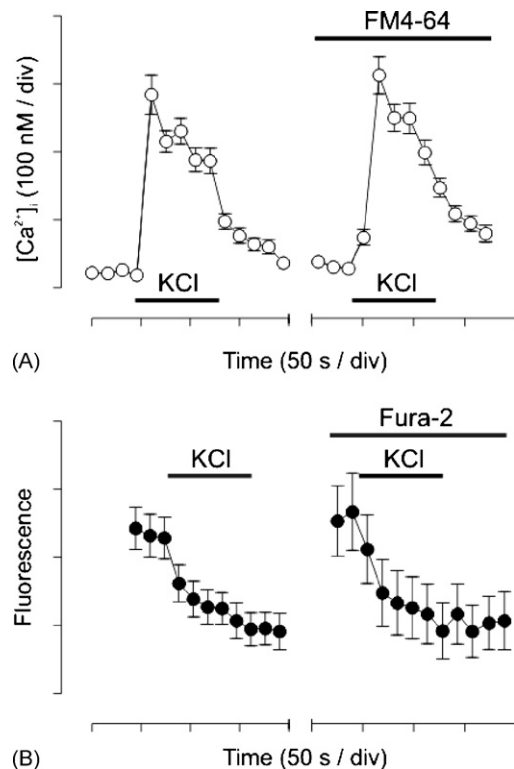 FM4-64
[Ca²⁺]ᵢ (100 nM / div)
KCl
KCl
(A)
Time (50 s / div)
Fura-2
KCl
KCl
Fluorescence
(B)
Time (50 s / div)